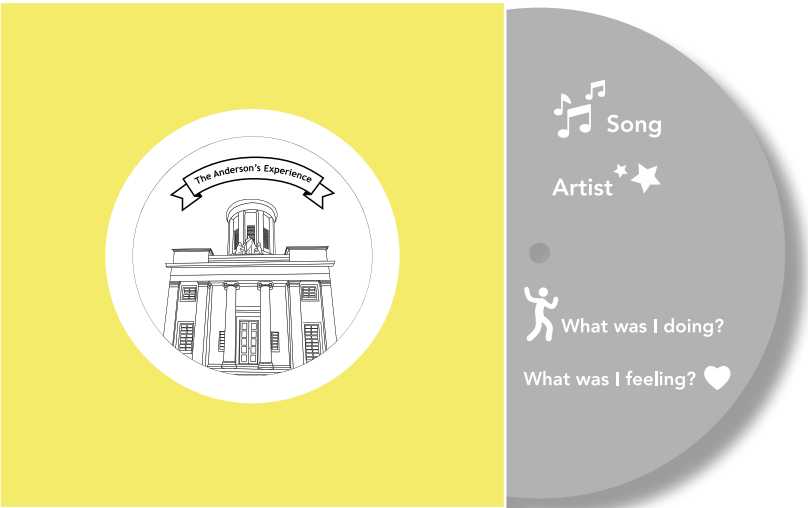 The Anderson's Experience
Song
Artist
What was I doing?
What was I feeling?